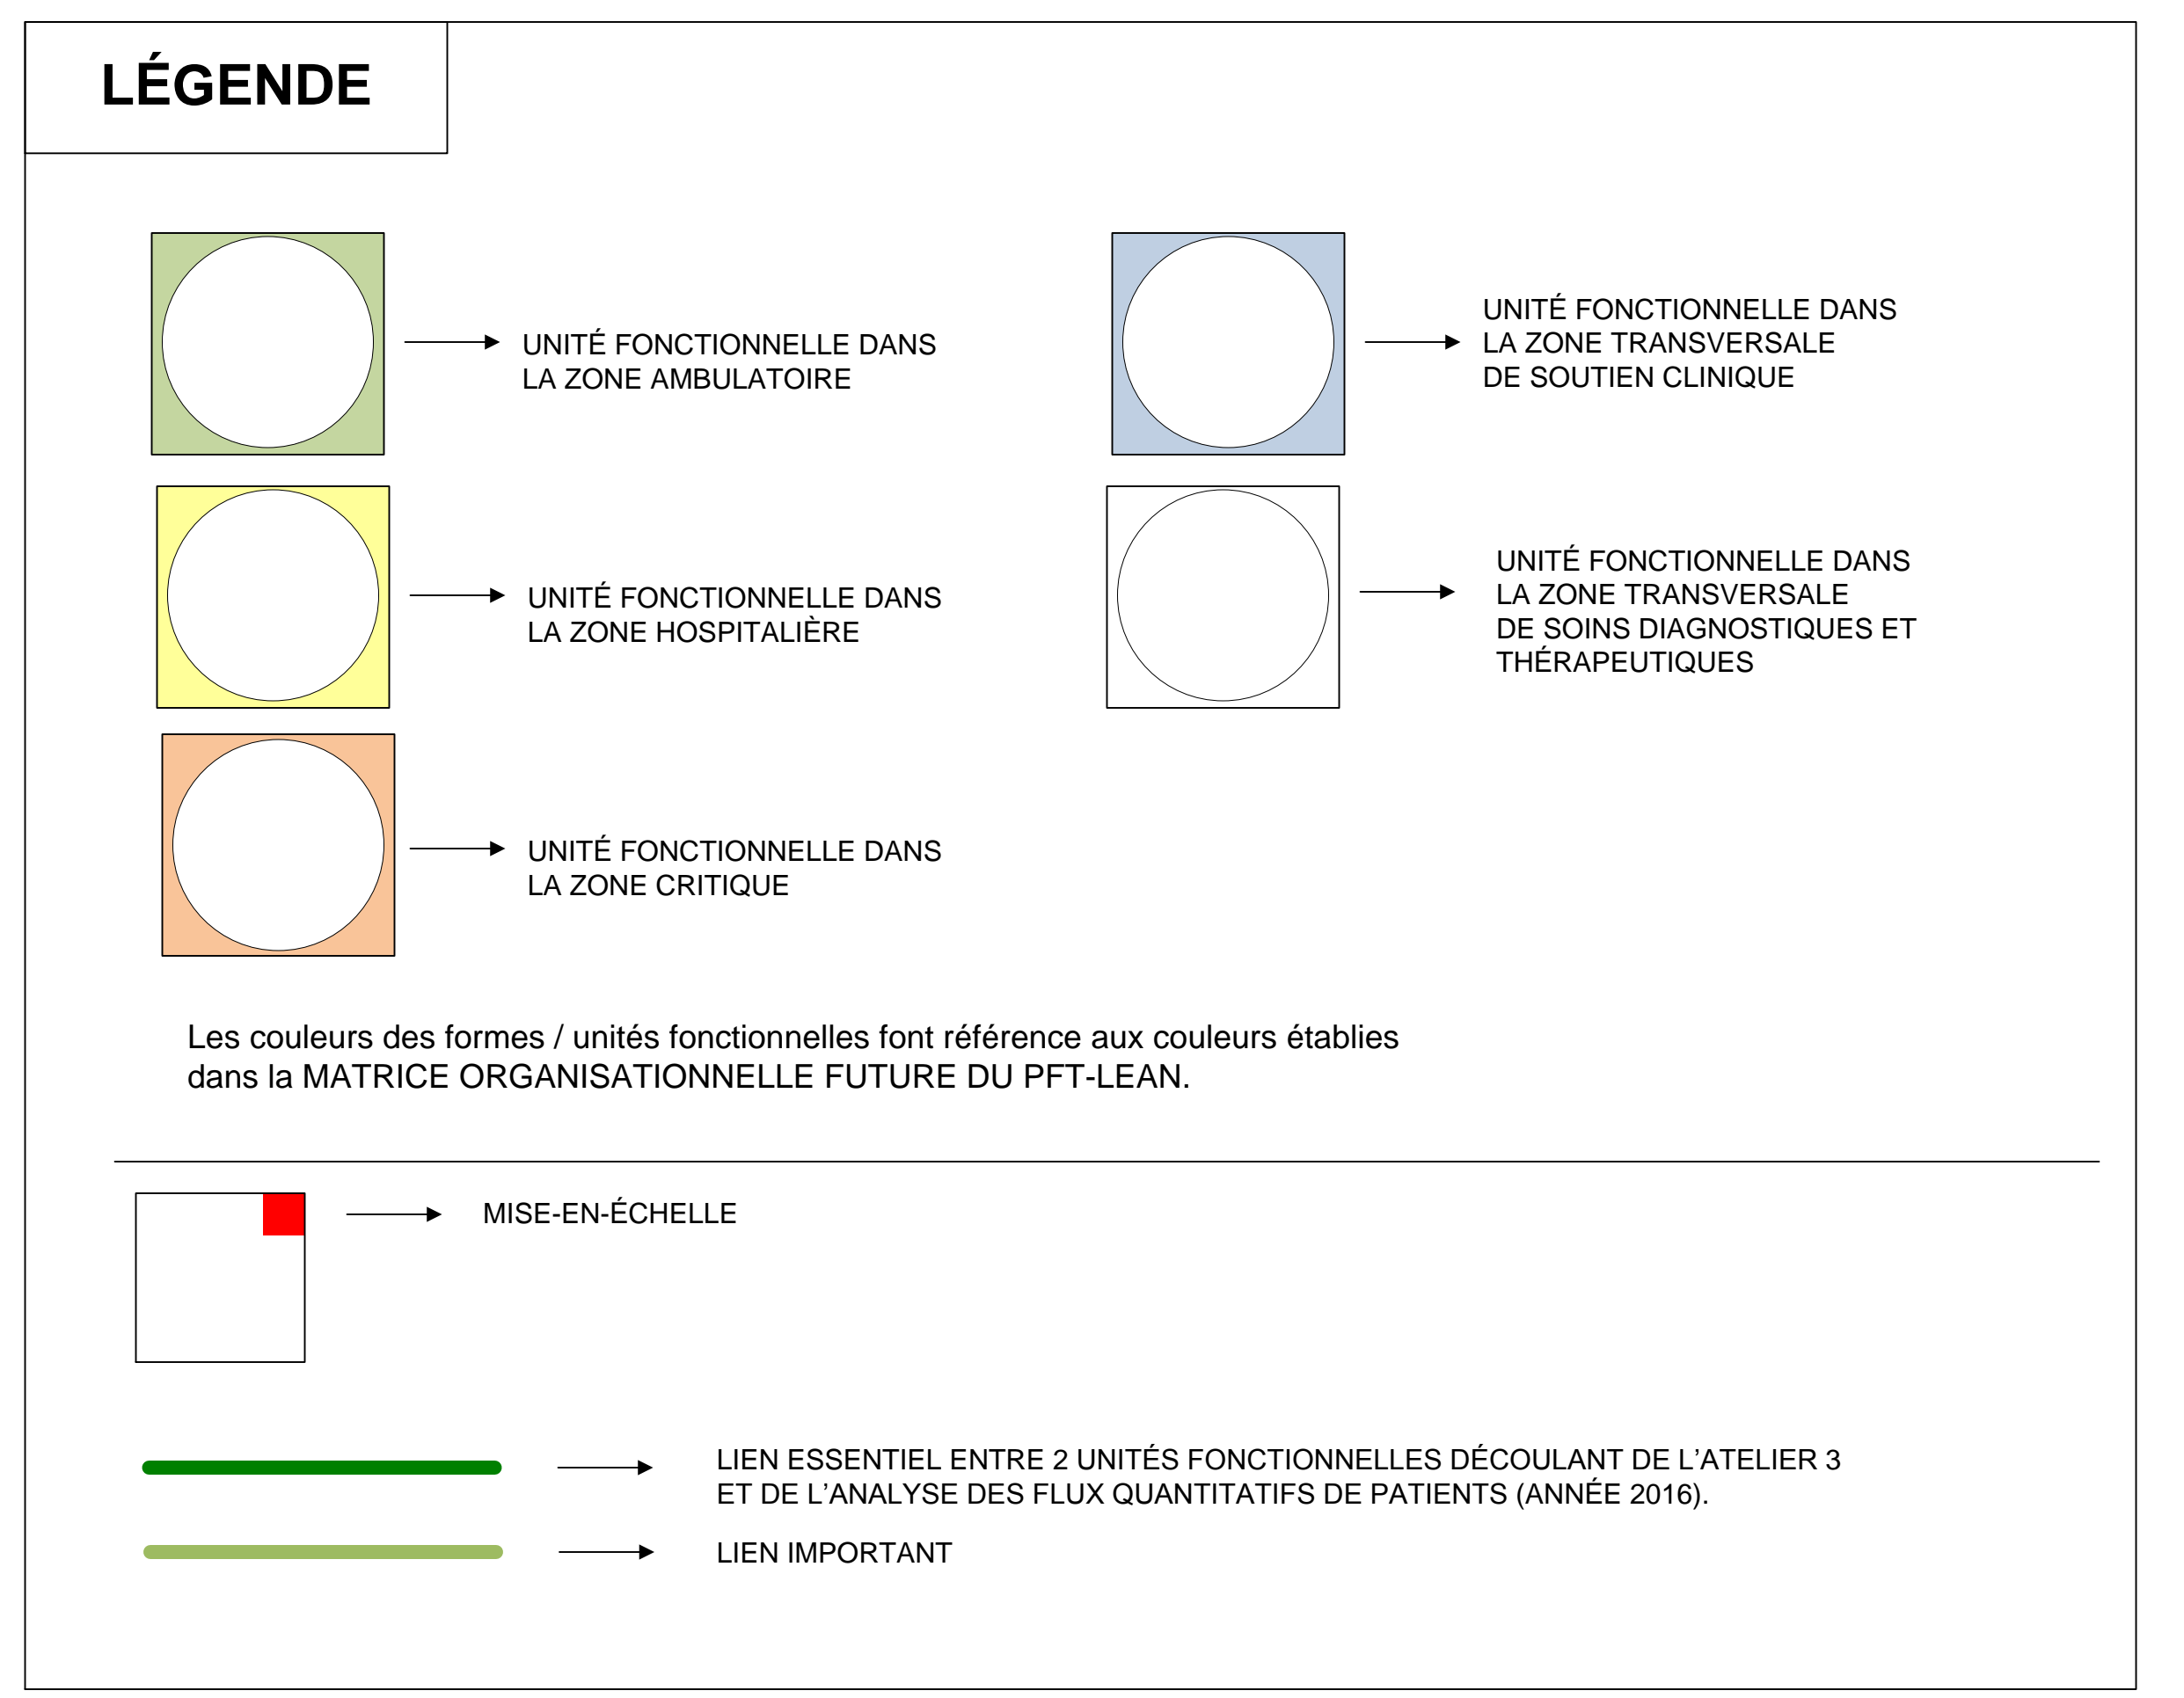 LÉGENDE
UNITÉ FONCTIONNELLE DANS
LA ZONE AMBULATOIRE
UNITÉ FONCTIONNELLE DANS
LA ZONE TRANSVERSALE
DE SOUTIEN CLINIQUE
UNITÉ FONCTIONNELLE DANS
LA ZONE HOSPITALIÈRE
UNITÉ FONCTIONNELLE DANS
LA ZONE TRANSVERSALE
DE SOINS DIAGNOSTIQUES ET
THÉRAPEUTIQUES
UNITÉ FONCTIONNELLE DANS
LA ZONE CRITIQUE
Les couleurs des formes / unités fonctionnelles font référence aux couleurs établies
dans la MATRICE ORGANISATIONNELLE FUTURE DU PFT-LEAN.
MISE-EN-ÉCHELLE
LIEN ESSENTIEL ENTRE 2 UNITÉS FONCTIONNELLES DÉCOULANT DE L’ATELIER 3
ET DE L’ANALYSE DES FLUX QUANTITATIFS DE PATIENTS (ANNÉE 2016).
LIEN IMPORTANT